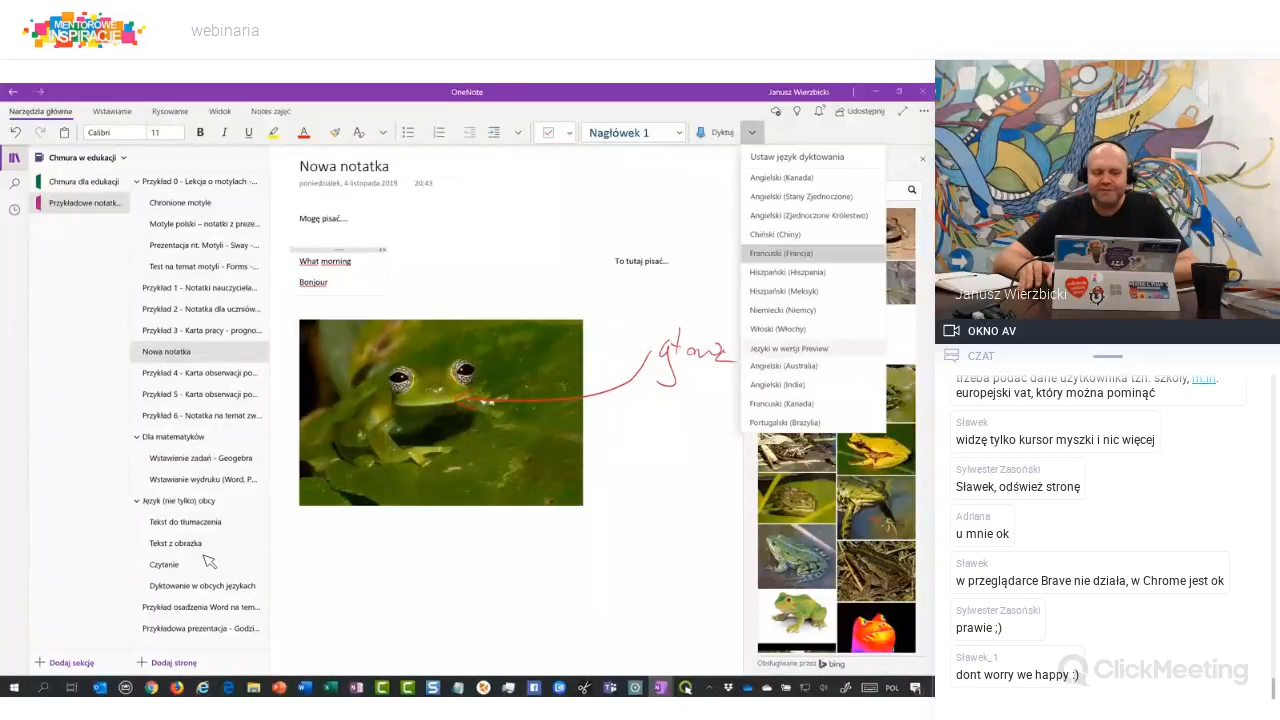 MENTOROWE
INSPIRACJE
webinaria
OneNote
Janusz Wierzbicki
Narzędzia główne
Wstawianie
Rysowanie
Widok
Notes zajęć
Udostępnij
Calibri
11
B
I
U
A
Nagłówek 1
Dyktuj
Chmura w edukacji
Chmura dla edukacji
Przykładowe notatk...
Przykład 0 - Lekcja o motylach -...
Chronione motyle
Motyle polski – notatki z preze...
Prezentacja nt. Motyli - Sway -...
Test na temat motyli - Forms -...
Przykład 1 - Notatki nauczyciela...
Przykład 2 - Notatka dla uczniów...
Przykład 3 - Karta pracy - progno...
Nowa notatka
Przykład 4 - Karta obserwacji po...
Przykład 5 - Karta obserwacji po...
Przykład 6 - Notatka na temat zw...
Dla matematyków
Wstawienie zadań - Geogebra
Wstawienie wydruku (Word, P...
Język (nie tylko) obcy
Tekst do tłumaczenia
Tekst z obrazka
Czytanie
Dyktowanie w obcych językach
Przykład osadzenia Word na tem...
Przykładowa prezentacja - Godzi...
Dodaj sekcję
Dodaj stronę
Nowa notatka
poniedziałek, 4 listopada 2019
20:43
Mogę pisać....
What morning
Bonjour
To tutaj pisać...
Ustaw język dyktowania
Angielski (Kanada)
Angielski (Stany Zjednoczone)
Angielski (Zjednoczone Królestwo)
Chiński (Chiny)
Francuski (Francja)
Hiszpański (Hiszpania)
Hiszpański (Meksyk)
Niemiecki (Niemcy)
Włoski (Włochy)
Języki w wersji Preview
Angielski (Australia)
Angielski (Indie)
Francuski (Kanada)
Portugalski (Brazylia)
Obsługiwane przez bing
POL
Janusz Wierzbicki
OKNO AV
CZAT
trzeba podać dane użytkownika tzn. szkoły, m.in.
europejski vat, który można pominąć
Sławek
widzę tylko kursor myszki i nic więcej
Sylwester Zasoński
Sławek, odśwież stronę
Adriana
u mnie ok
Sławek
w przeglądarce Brave nie działa, w Chrome jest ok
Sylwester Zasoński
prawie ;)
Sławek_1
dont worry we happy :)
ClickMeeting